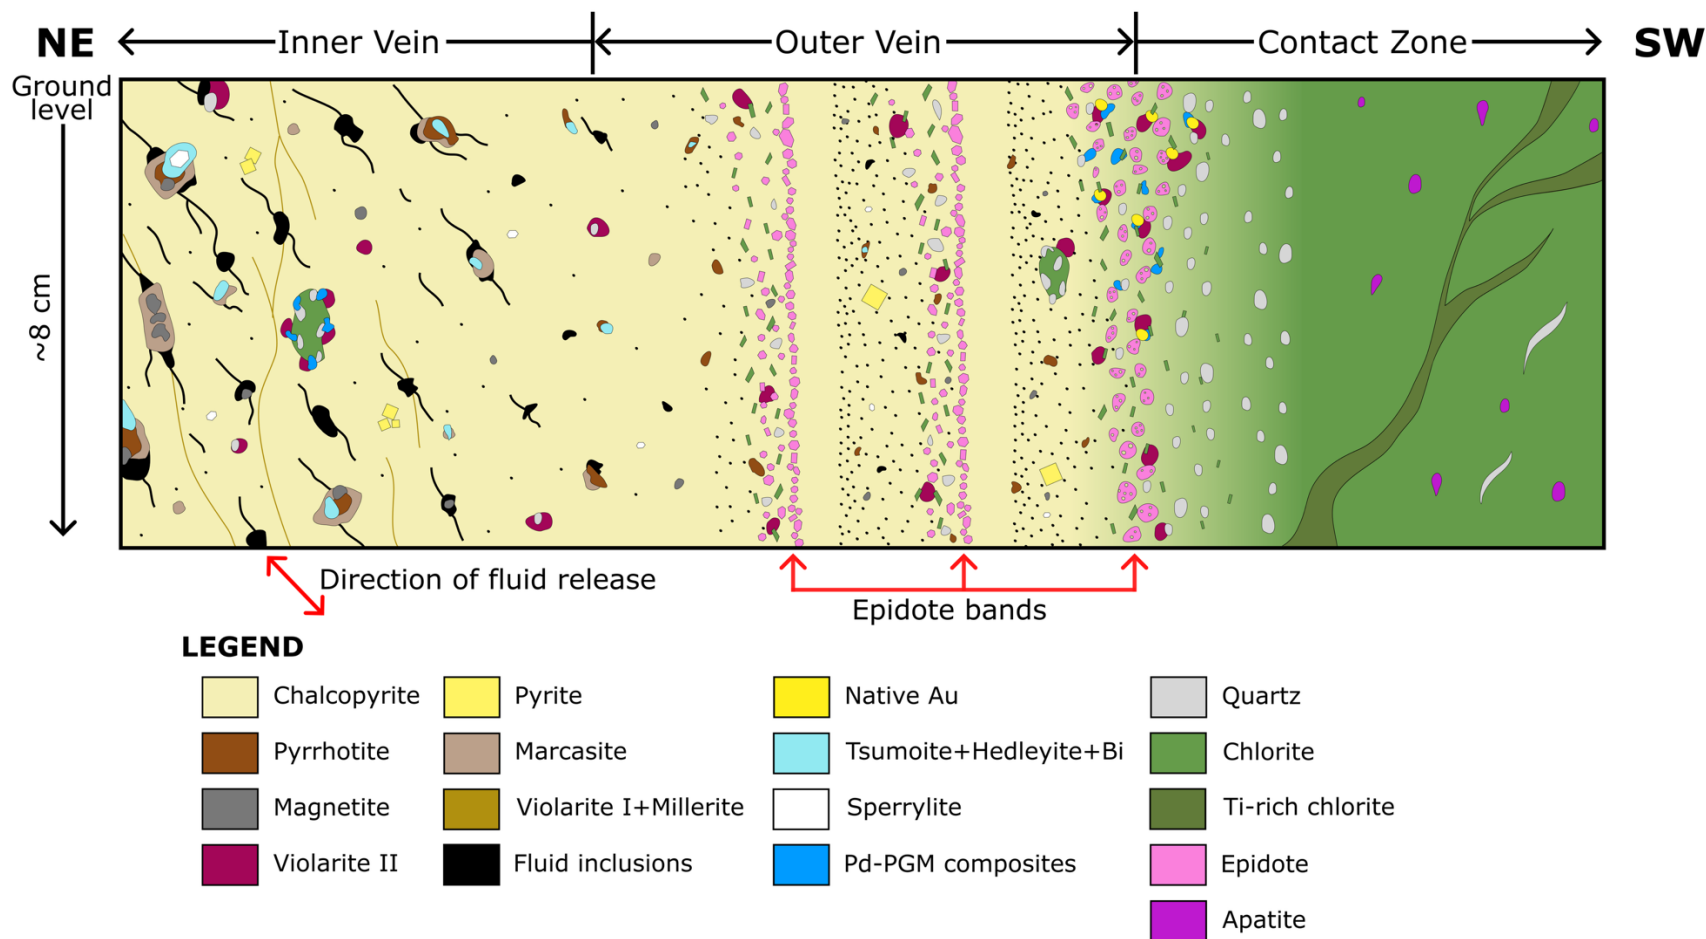 NE
Inner Vein
Outer Vein
Contact Zone
SW
Ground
level
~8 cm
Direction of fluid release
Epidote bands
LEGEND
Chalcopyrite
Pyrite
Native Au
Quartz
Pyrrhotite
Marcasite
Tsumoite+Hedleyite+Bi
Chlorite
Magnetite
Violarite I+Millerite
Sperrylite
Ti-rich chlorite
Violarite II
Fluid inclusions
Pd-PGM composites
Epidote
Apatite